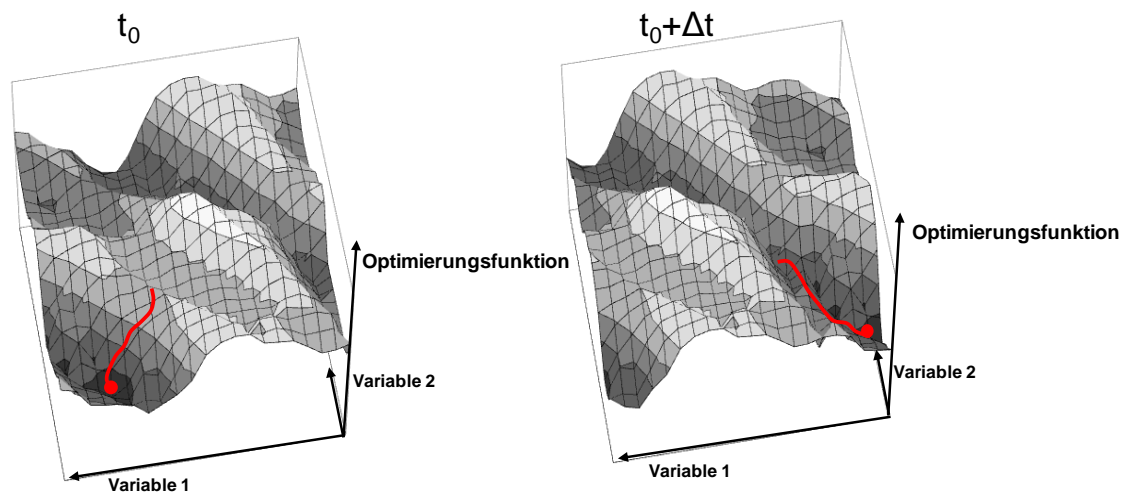 t₀
t₀+Δt
Optimierungsfunktion
Optimierungsfunktion
Variable 2
Variable 2
Variable 1
Variable 1